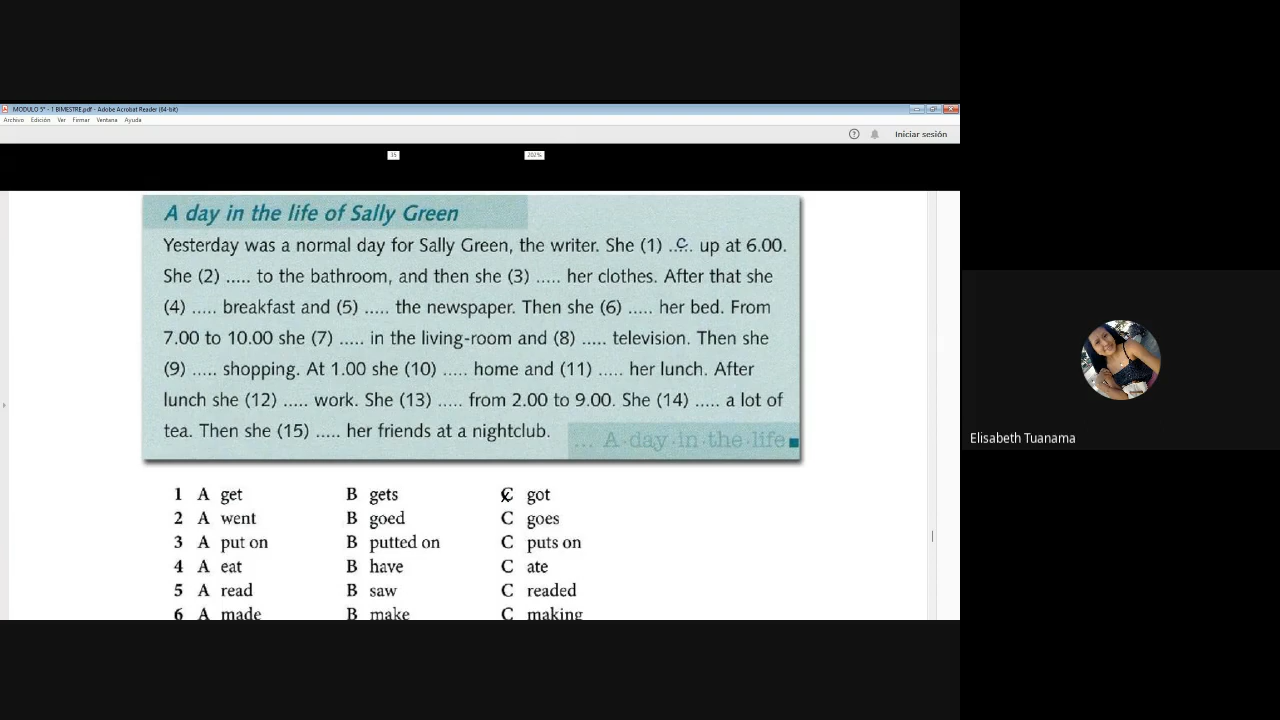 MODULO 5° - 1 BIMESTRE.pdf - Adobe Acrobat Reader (64-bit)
Archivo Edición Ver Firmar Ventana Ayuda
Iniciar sesión
35 202%
A day in the life of Sally Green
Yesterday was a normal day for Sally Green, the writer. She (1) ..C.. up at 6.00.
She (2) ..... to the bathroom, and then she (3) ..... her clothes. After that she
(4) ..... breakfast and (5) ..... the newspaper. Then she (6) ..... her bed. From
7.00 to 10.00 she (7) ..... in the living-room and (8) ..... television. Then she
(9) ..... shopping. At 1.00 she (10) ..... home and (11) ..... her lunch. After
lunch she (12) ..... work. She (13) ..... from 2.00 to 9.00. She (14) ..... a lot of
tea. Then she (15) ..... her friends at a nightclub.
... A·day·in·the·life
1 A get B gets C got
2 A went B goed C goes
3 A put on B putted on C puts on
4 A eat B have C ate
5 A read B saw C readed
6 A made B make C making
Elisabeth Tuanama